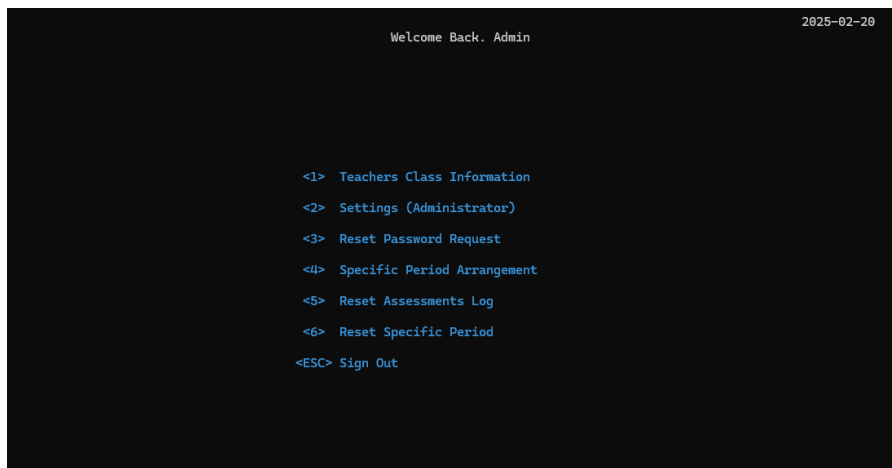 2025-02-20
Welcome Back. Admin
<1> Teachers Class Information
<2> Settings (Administrator)
<3> Reset Password Request
<4> Specific Period Arrangement
<5> Reset Assessments Log
<6> Reset Specific Period
<ESC> Sign Out